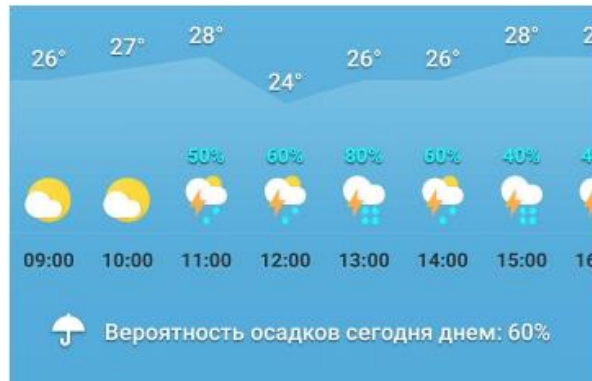 26° 27° 28° 24° 26° 26° 28°
50% 60% 80% 60% 40%
09:00 10:00 11:00 12:00 13:00 14:00 15:00
Вероятность осадков сегодня днем: 60%